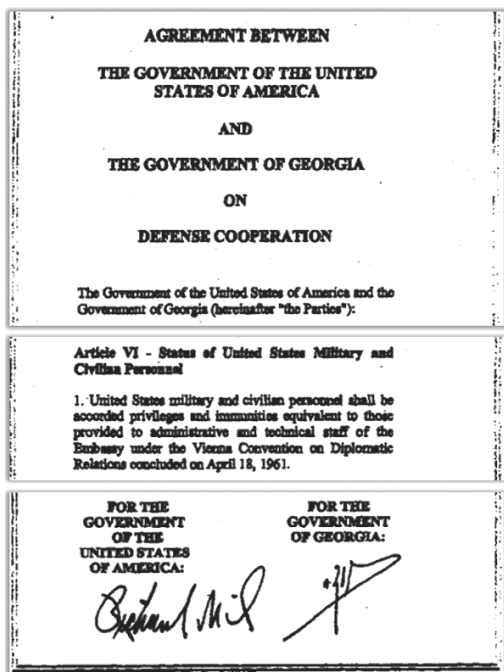 AGREEMENT BETWEEN
THE GOVERNMENT OF THE UNITED
STATES OF AMERICA
AND
THE GOVERNMENT OF GEORGIA
ON
DEFENSE COOPERATION
The Government of the United States of America and the
Government of Georgia (hereinafter "the Parties"):
Article VI - Status of United States Military and
Civilian Personnel
1. United States military and civilian personnel shall be
accorded privileges and immunities equivalent to those
provided to administrative and technical staff of the
Embassy under the Vienna Convention on Diplomatic
Relations concluded on April 18, 1961.
FOR THE
GOVERNMENT
OF THE
UNITED STATES
OF AMERICA:
FOR THE
GOVERNMENT
OF GEORGIA: